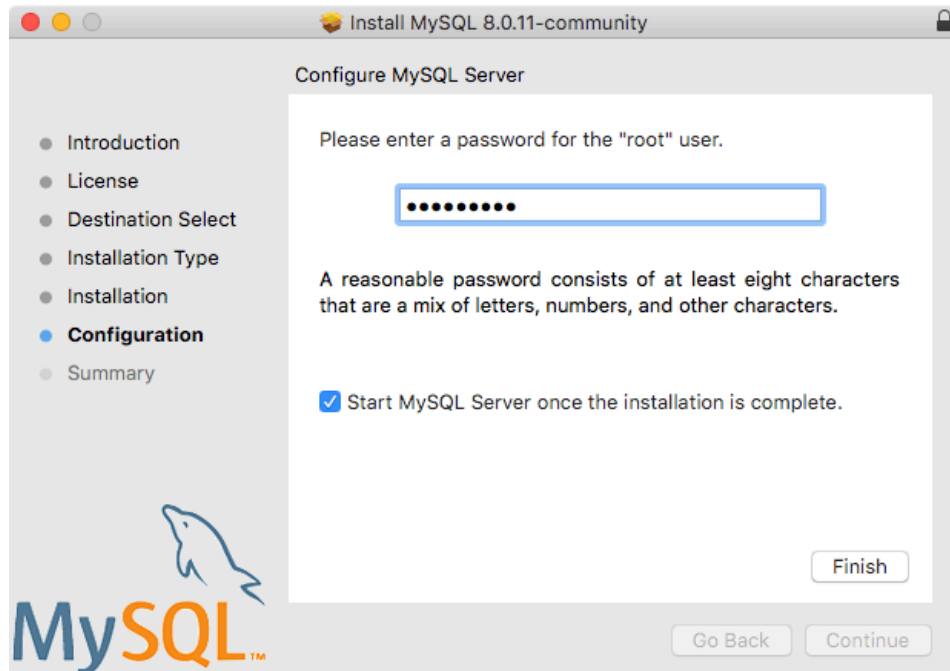 Install MySQL 8.0.11-community
Configure MySQL Server
Introduction
License
Destination Select
Installation Type
Installation
Configuration
Summary
Please enter a password for the "root" user.
•••••••••
A reasonable password consists of at least eight characters
that are a mix of letters, numbers, and other characters.
Start MySQL Server once the installation is complete.
Finish
MySQL™
Go Back
Continue